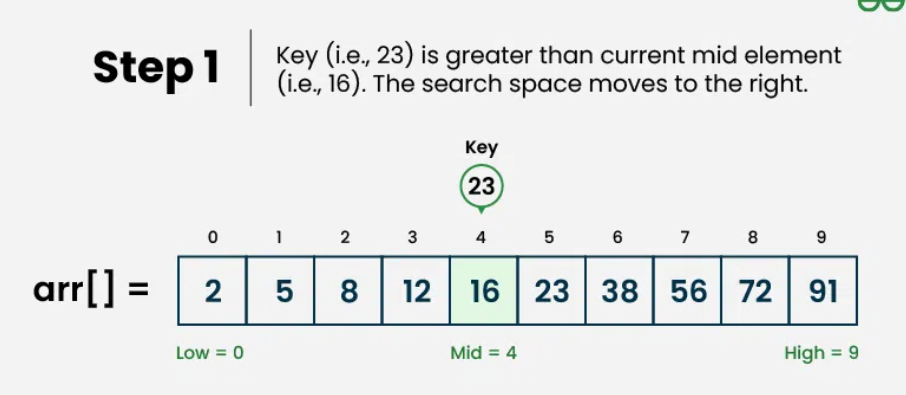 Step 1
Key (i.e., 23) is greater than current mid element
(i.e., 16). The search space moves to the right.
Key
23
0 1 2 3 4 5 6 7 8 9
arr[] = 2 5 8 12 16 23 38 56 72 91
Low = 0 Mid = 4 High = 9